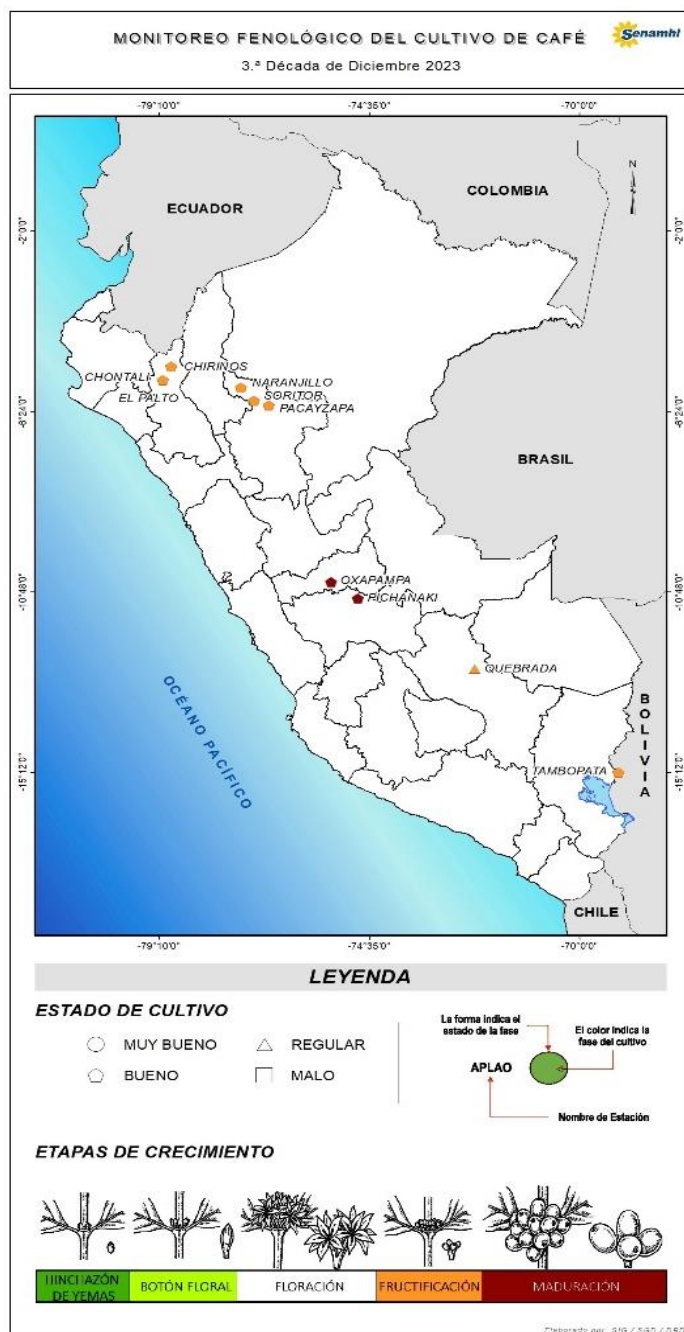 MONITOREO FENOLÓGICO DEL CULTIVO DE CAFÉ
Senamhi
3.ª Década de Diciembre 2023
-79°10'0"
-74°35'0"
-70°0'0"
COLOMBIA
N
ECUADOR
-2°0'0"
-2°0'0"
CHIRINOS
CHONTALI
NARANJILLO
EL PALTO
SORITOR
PACAYZAPA
-6°24'0"
-6°24'0"
BRASIL
OXAPAMPA
-10°48'0"
-10°48'0"
PICHANAKI
QUEBRADA
OCÉANO PACÍFICO
BOLIVIA
TAMBOPATA
-15°12'0"
-15°12'0"
CHILE
-79°10'0"
-74°35'0"
-70°0'0"
LEYENDA
ESTADO DE CULTIVO
MUY BUENO
REGULAR
BUENO
MALO
La forma indica el
estado de la fase
El color indica la
fase del cultivo
APLAO
Nombre de Estación
ETAPAS DE CRECIMIENTO
HINCHAZÓN
DE YEMAS
BOTÓN FLORAL
FLORACIÓN
FRUCTIFICACIÓN
MADURACIÓN
Elaborado por: